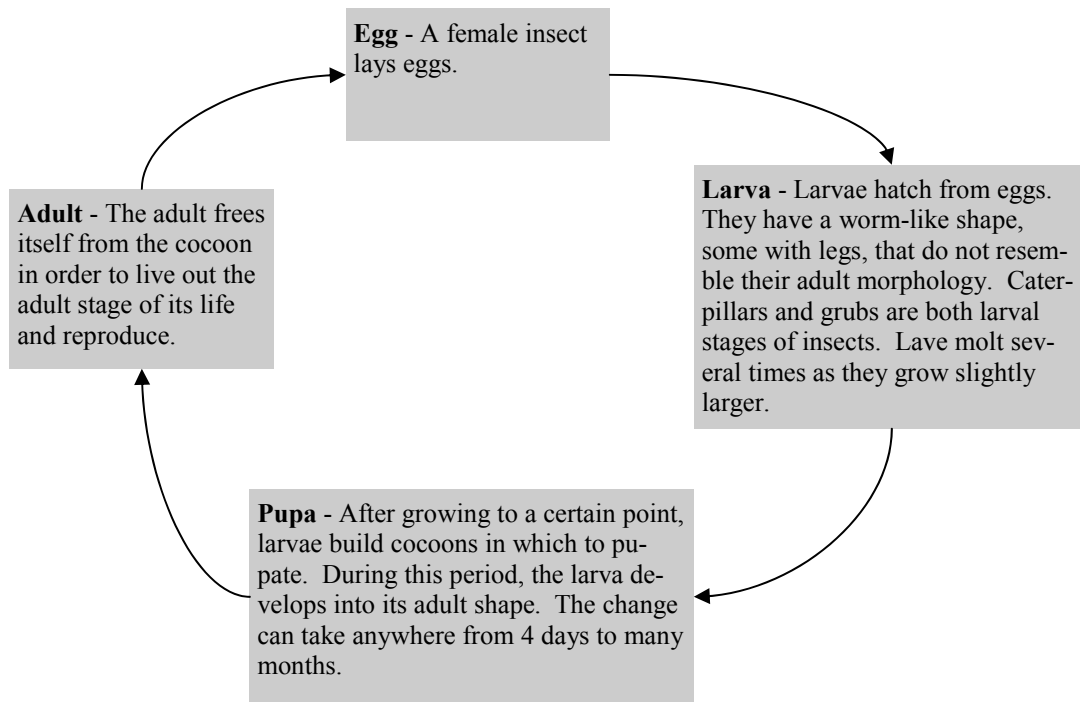 Egg - A female insect
lays eggs.
Larva - Larvae hatch from eggs.
They have a worm-like shape,
some with legs, that do not resem-
ble their adult morphology.  Cater-
pillars and grubs are both larval
stages of insects.  Lave molt sev-
eral times as they grow slightly
larger.
Pupa - After growing to a certain point,
larvae build cocoons in which to pu-
pate.  During this period, the larva de-
velops into its adult shape.  The change
can take anywhere from 4 days to many
months.
Adult - The adult frees
itself from the cocoon
in order to live out the
adult stage of its life
and reproduce.